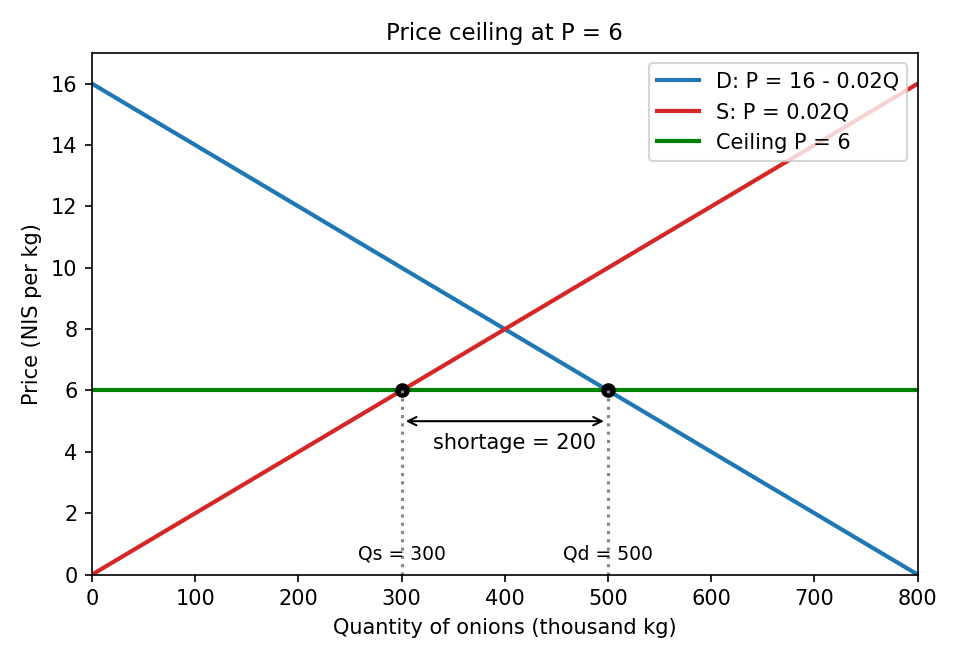 Price ceiling at P = 6
D: P = 16 - 0.02Q
S: P = 0.02Q
Ceiling P = 6
Price (NIS per kg)
16
14
12
10
8
6
4
2
0
shortage = 200
Qs = 300
Qd = 500
0 100 200 300 400 500 600 700 800
Quantity of onions (thousand kg)